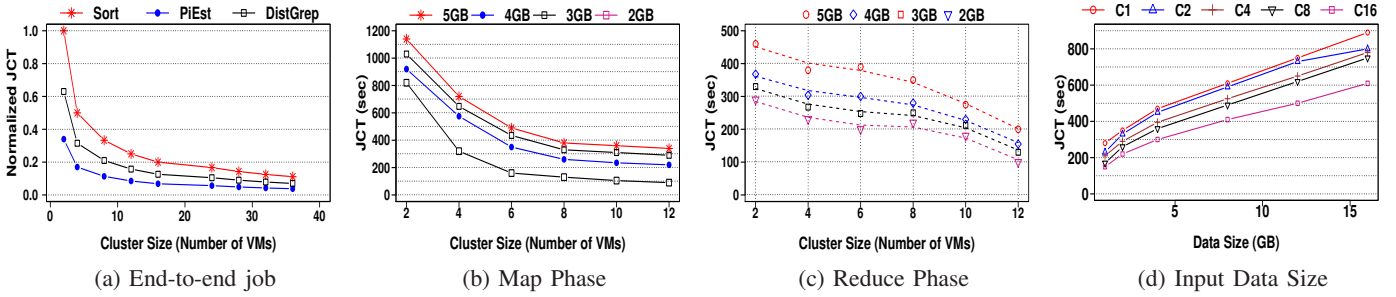 Sort PiEst DistGrep
Normalized JCT
1.0
0.8
0.6
0.4
0.2
0.0
0 10 20 30 40
Cluster Size (Number of VMs)
(a) End-to-end job
5GB 4GB 3GB 2GB
JCT (sec)
1200
1000
800
600
400
200
0
2 4 6 8 10 12
Cluster Size (Number of VMs)
(b) Map Phase
5GB 4GB 3GB 2GB
JCT (sec)
500
400
300
200
100
0
2 4 6 8 10 12
Cluster Size (Number of VMs)
(c) Reduce Phase
C1 C2 C4 C8 C16
JCT (sec)
800
600
400
200
0
5 10 15
Data Size (GB)
(d) Input Data Size